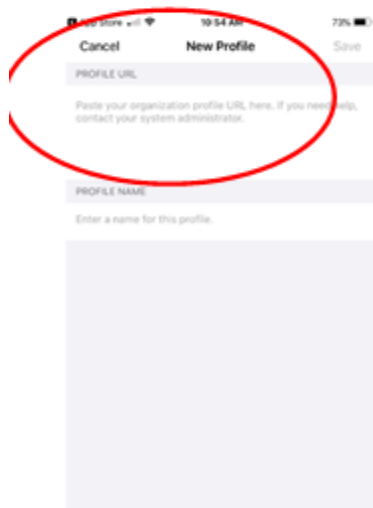 App Store 10:54 AM 73%
Cancel New Profile Save
PROFILE URL
Paste your organization profile URL here. If you need help,
contact your system administrator.
PROFILE NAME
Enter a name for this profile.